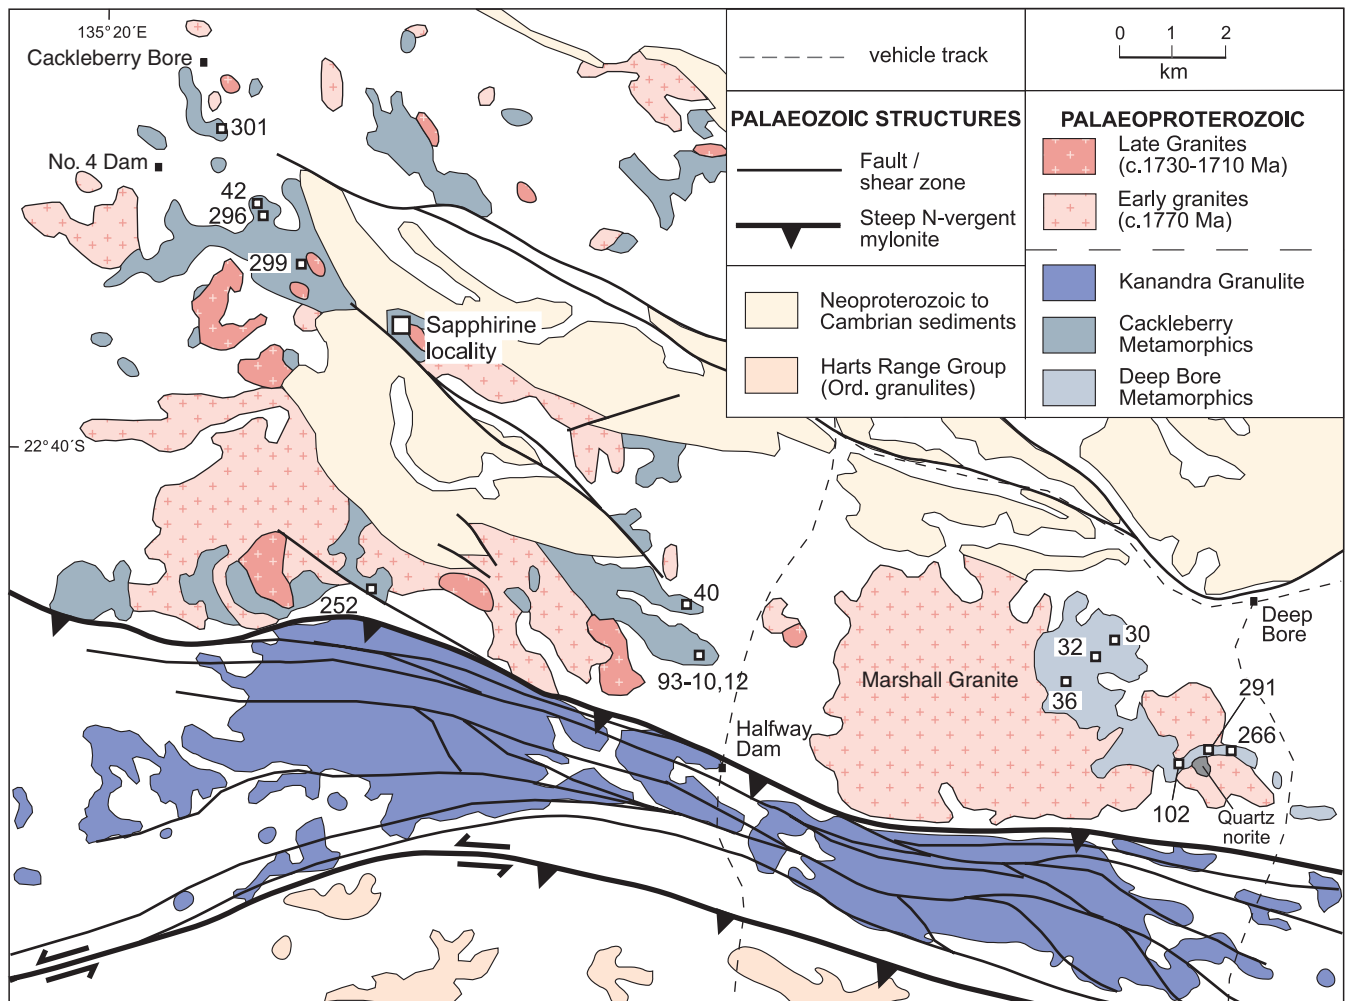 135°20´E
Cackleberry Bore
301
No. 4 Dam
42
296
299
Sapphirine
locality
22°40´S
252
40
93-10,12
Halfway
Dam
Marshall Granite
30
32
36
291
266
102
Quartz
norite
Deep
Bore
vehicle track
0 1 2
km
PALAEOZOIC STRUCTURES
Fault /
shear zone
Steep N-vergent
mylonite
Neoproterozoic to
Cambrian sediments
Harts Range Group
(Ord. granulites)
PALAEOPROTEROZOIC
Late Granites
(c.1730-1710 Ma)
Early granites
(c.1770 Ma)
Kanandra Granulite
Cackleberry
Metamorphics
Deep Bore
Metamorphics